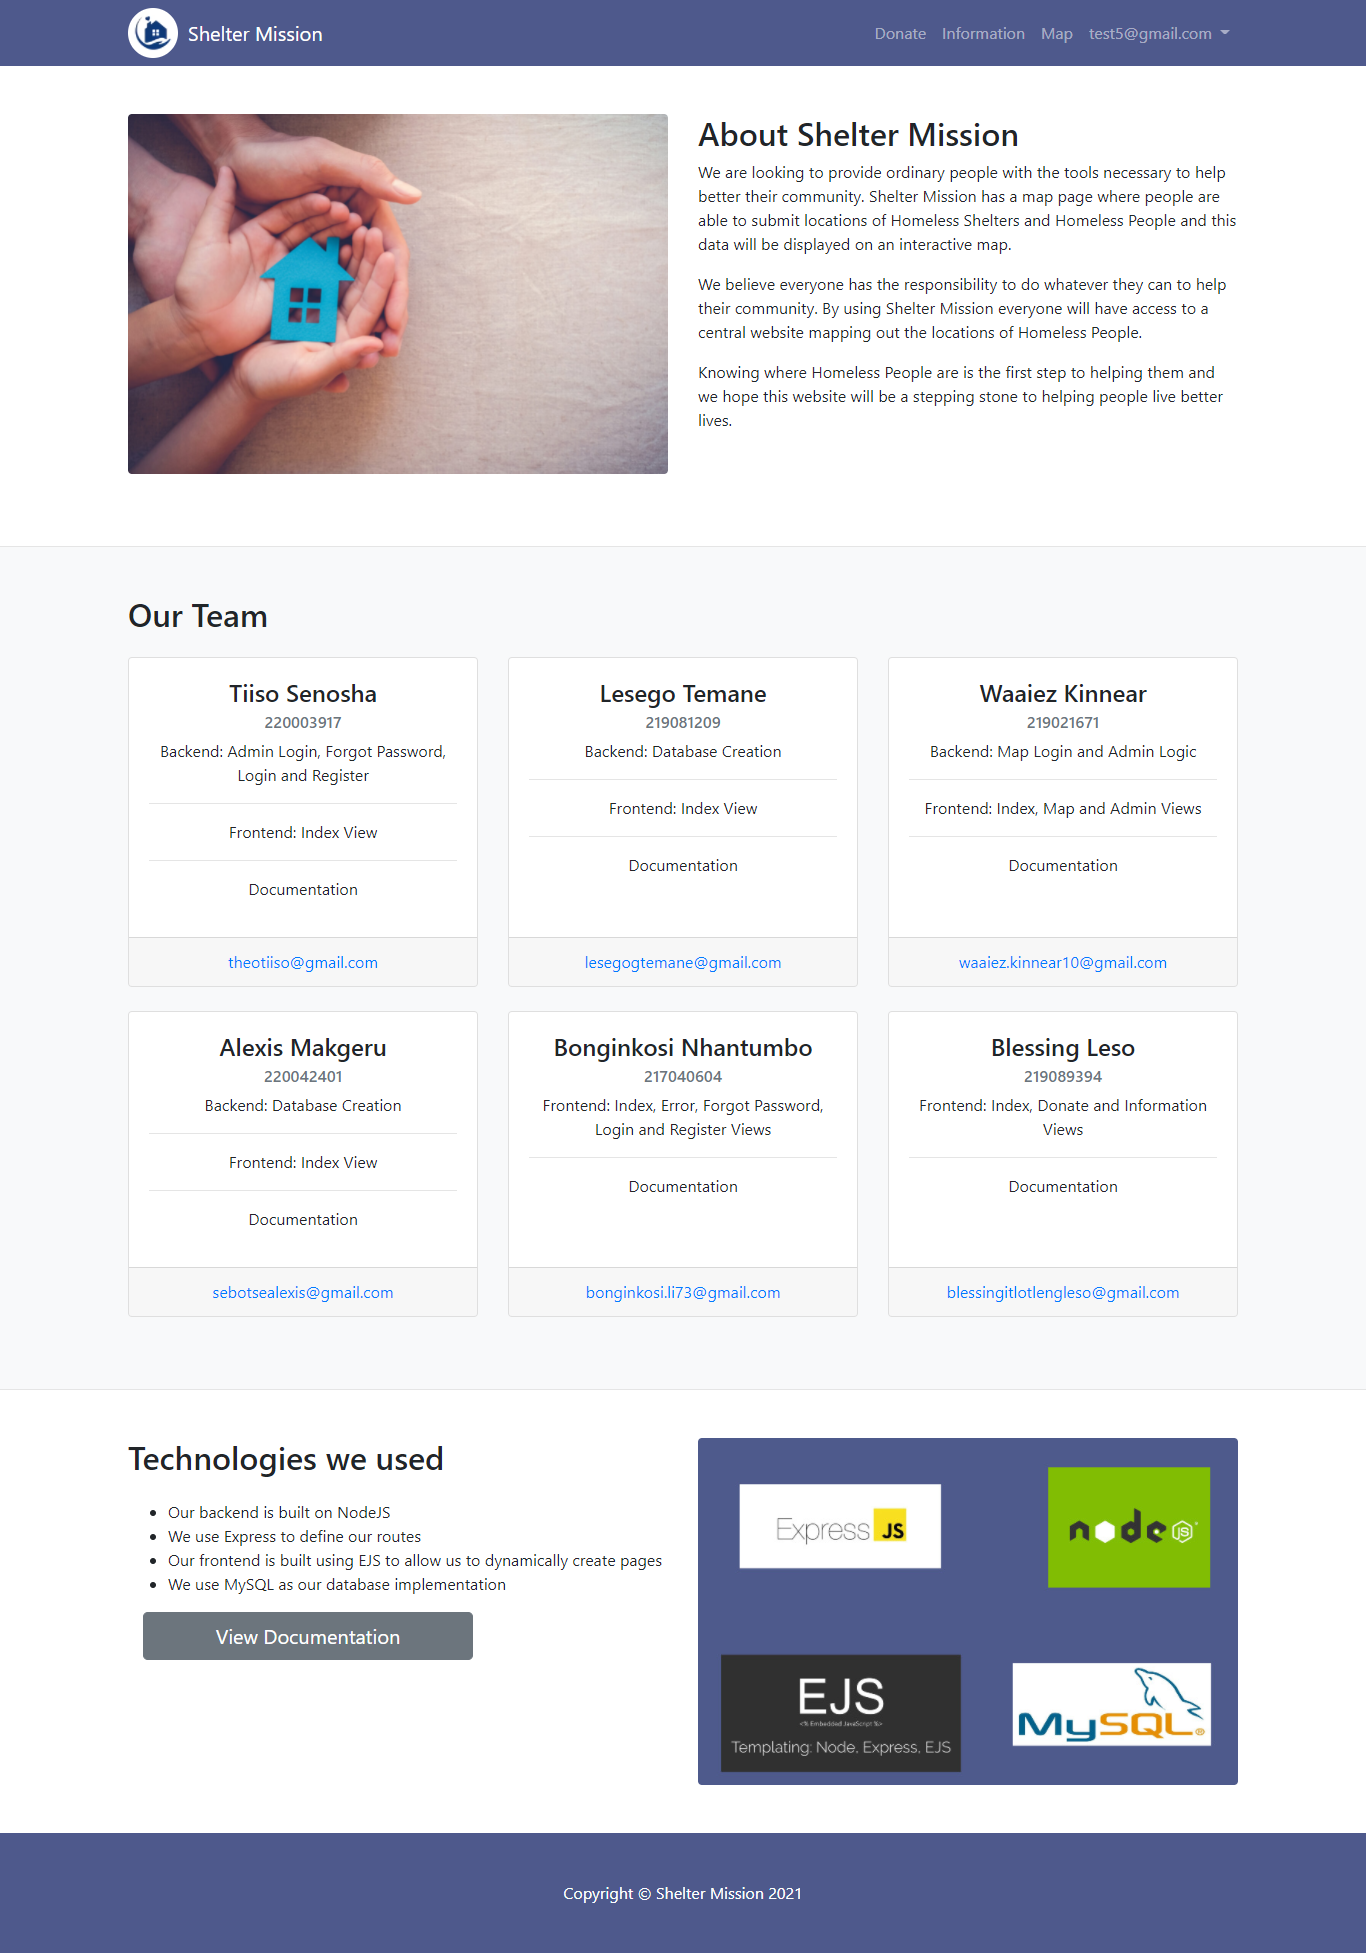 Shelter Mission
Donate Information Map test5@gmail.com
About Shelter Mission
We are looking to provide ordinary people with the tools necessary to help
better their community. Shelter Mission has a map page where people are
able to submit locations of Homeless Shelters and Homeless People and this
data will be displayed on an interactive map.
We believe everyone has the responsibility to do whatever they can to help
their community. By using Shelter Mission everyone will have access to a
central website mapping out the locations of Homeless People.
Knowing where Homeless People are is the first step to helping them and
we hope this website will be a stepping stone to helping people live better
lives.
Our Team
Tiiso Senosha
220003917
Backend: Admin Login, Forgot Password,
Login and Register
Frontend: Index View
Documentation
theotiiso@gmail.com
Lesego Temane
219081209
Backend: Database Creation
Frontend: Index View
Documentation
lesegogtemane@gmail.com
Waaiez Kinnear
219021671
Backend: Map Login and Admin Logic
Frontend: Index, Map and Admin Views
Documentation
waaiez.kinnear10@gmail.com
Alexis Makgeru
220042401
Backend: Database Creation
Frontend: Index View
Documentation
sebotsealexis@gmail.com
Bonginkosi Nhantumbo
217040604
Frontend: Index, Error, Forgot Password,
Login and Register Views
Documentation
bonginkosi.li73@gmail.com
Blessing Leso
219089394
Frontend: Index, Donate and Information
Views
Documentation
blessingitlotlengleso@gmail.com
Technologies we used
Our backend is built on NodeJS
We use Express to define our routes
Our frontend is built using EJS to allow us to dynamically create pages
We use MySQL as our database implementation
View Documentation
Express JS
node JS
EJS
<% Embedded JavaScript %>
Templating: Node, Express, EJS
MySQL®
Copyright © Shelter Mission 2021